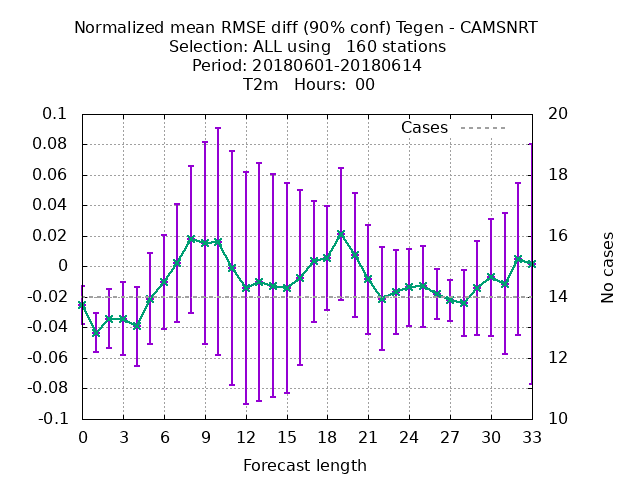 Normalized mean RMSE diff (90% conf) Tegen - CAMSNRT
Selection: ALL using   160 stations
Period: 20180601-20180614
T2m   Hours:  00
Cases
0.1
0.08
0.06
0.04
0.02
0
-0.02
-0.04
-0.06
-0.08
-0.1
20
18
16
14
12
10
No cases
0 3 6 9 12 15 18 21 24 27 30 33
Forecast length